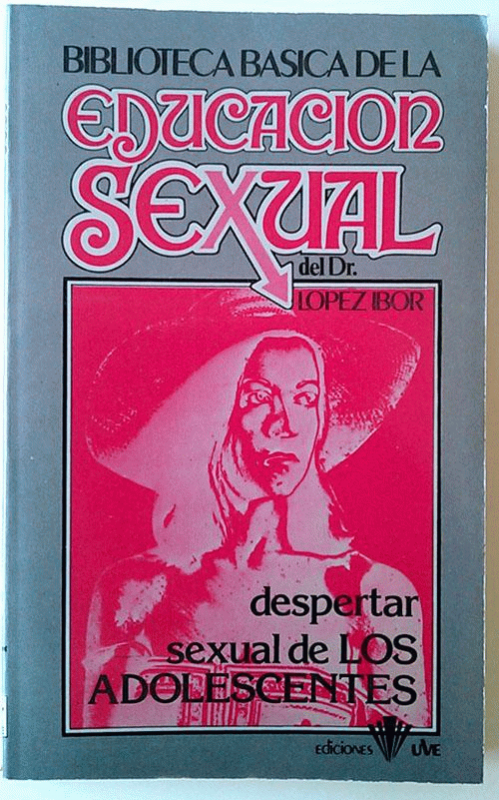 BIBLIOTECA BASICA DE LA
EDUCACION
SEXUAL
del Dr.
LOPEZ IBOR
despertar
sexual de LOS
ADOLESCENTES
EDICIONES UVE